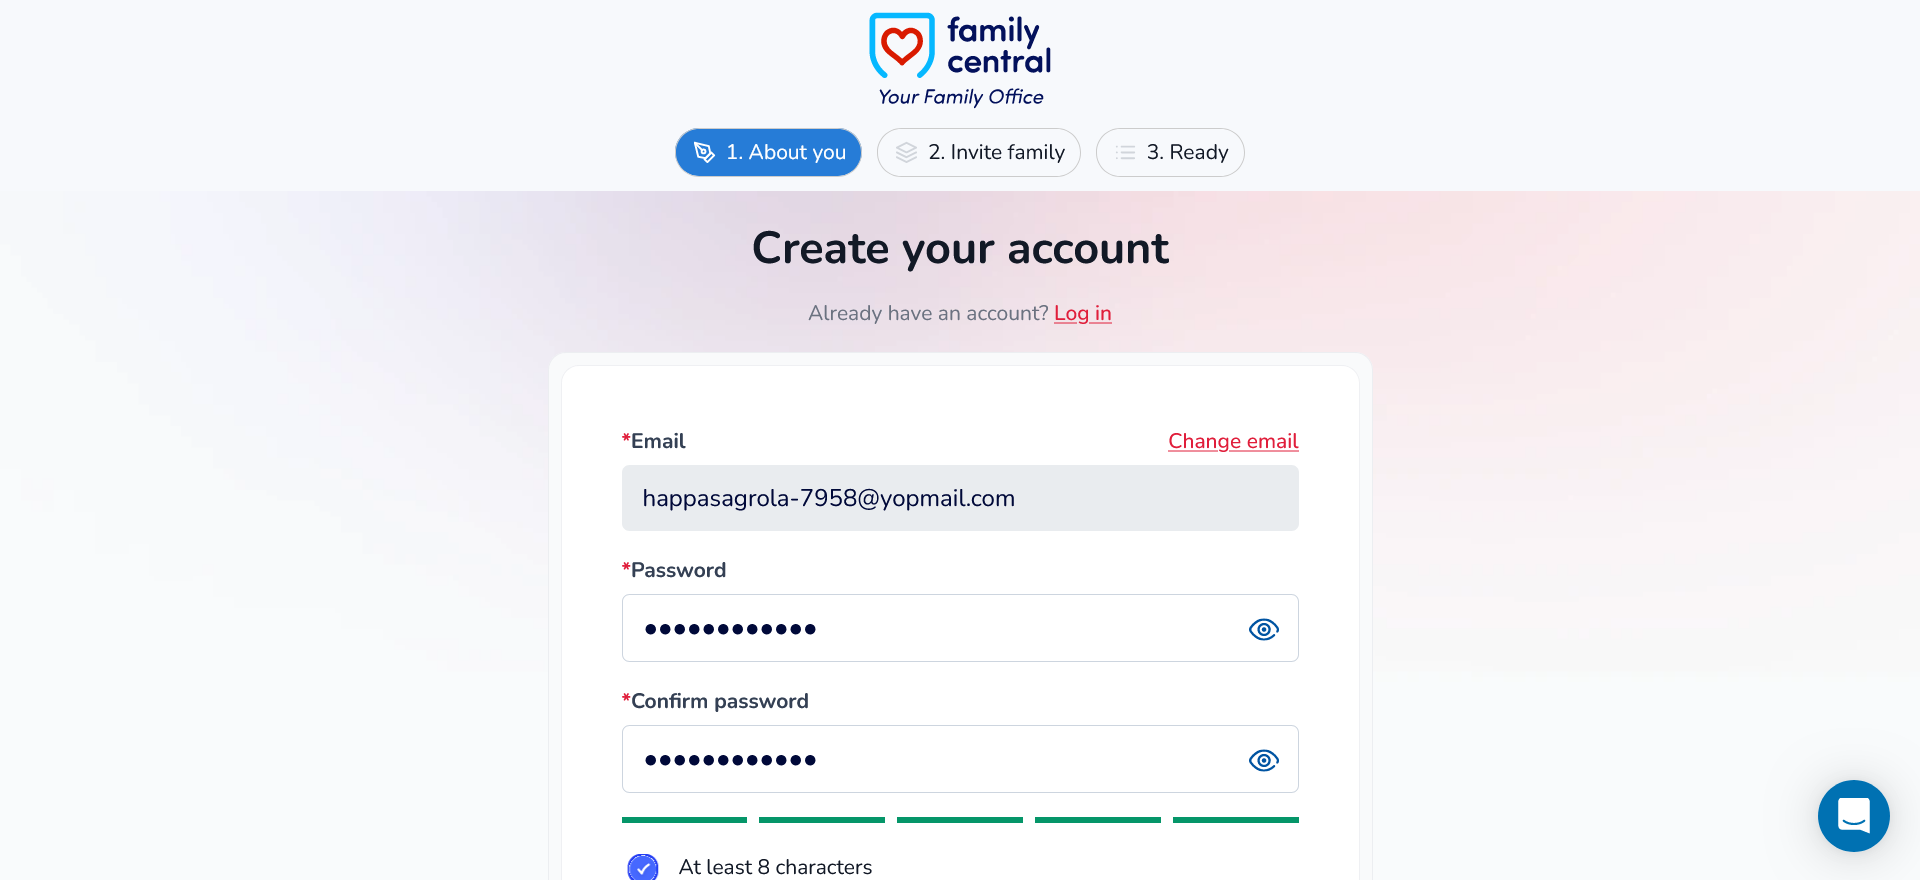 family
central
Your Family Office
1. About you
2. Invite family
3. Ready
Create your account
Already have an account? Log in
*Email
Change email
happasagrola-7958@yopmail.com
*Password
••••••••••••
*Confirm password
••••••••••••
At least 8 characters